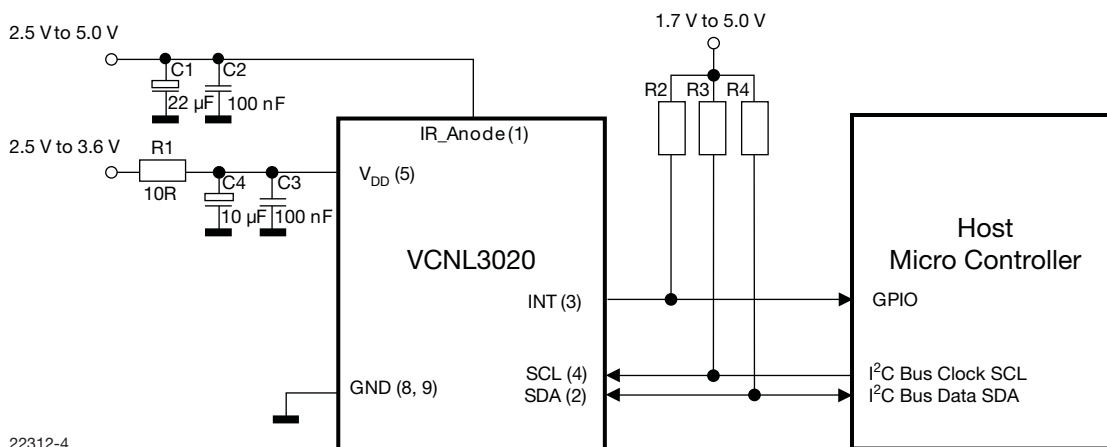 2.5 V to 5.0 V
C1
C2
22 µF
100 nF
1.7 V to 5.0 V
R2
R3
R4
IR_Anode (1)
2.5 V to 3.6 V
R1
10R
C4
C3
10 µF
100 nF
V_DD (5)
VCNL3020
Host
Micro Controller
INT (3)
GPIO
GND (8, 9)
SCL (4)
SDA (2)
I²C Bus Clock SCL
I²C Bus Data SDA
22312-4